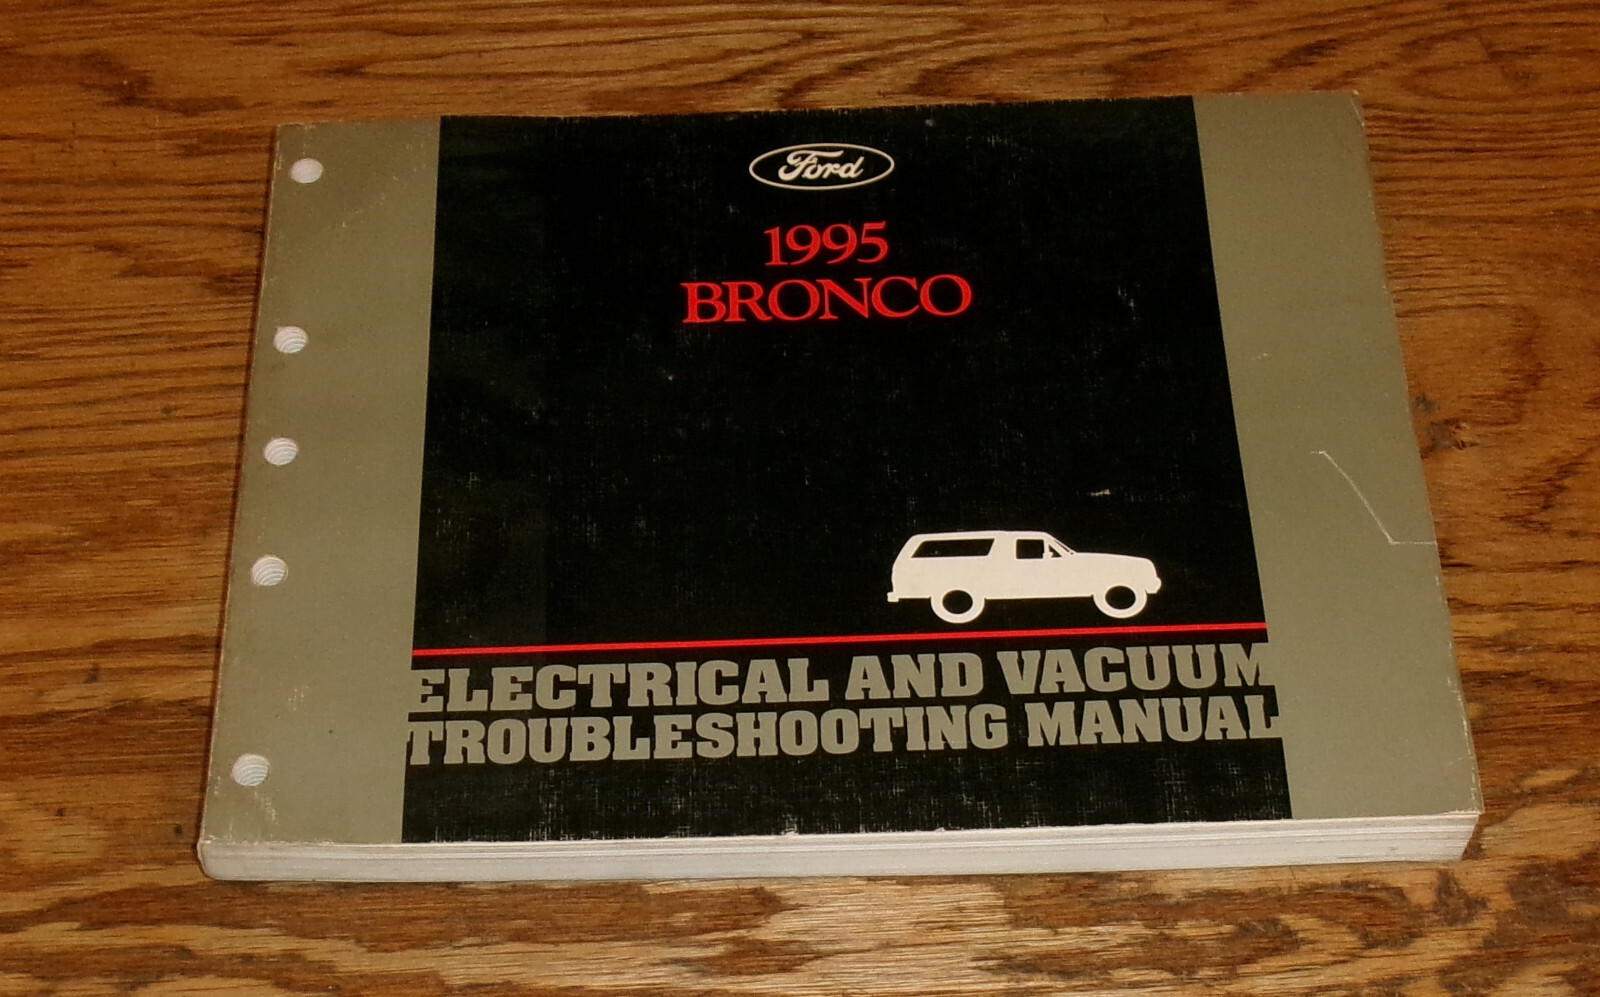 Ford
1995
BRONCO
ELECTRICAL AND VACUUM
TROUBLESHOOTING MANUAL